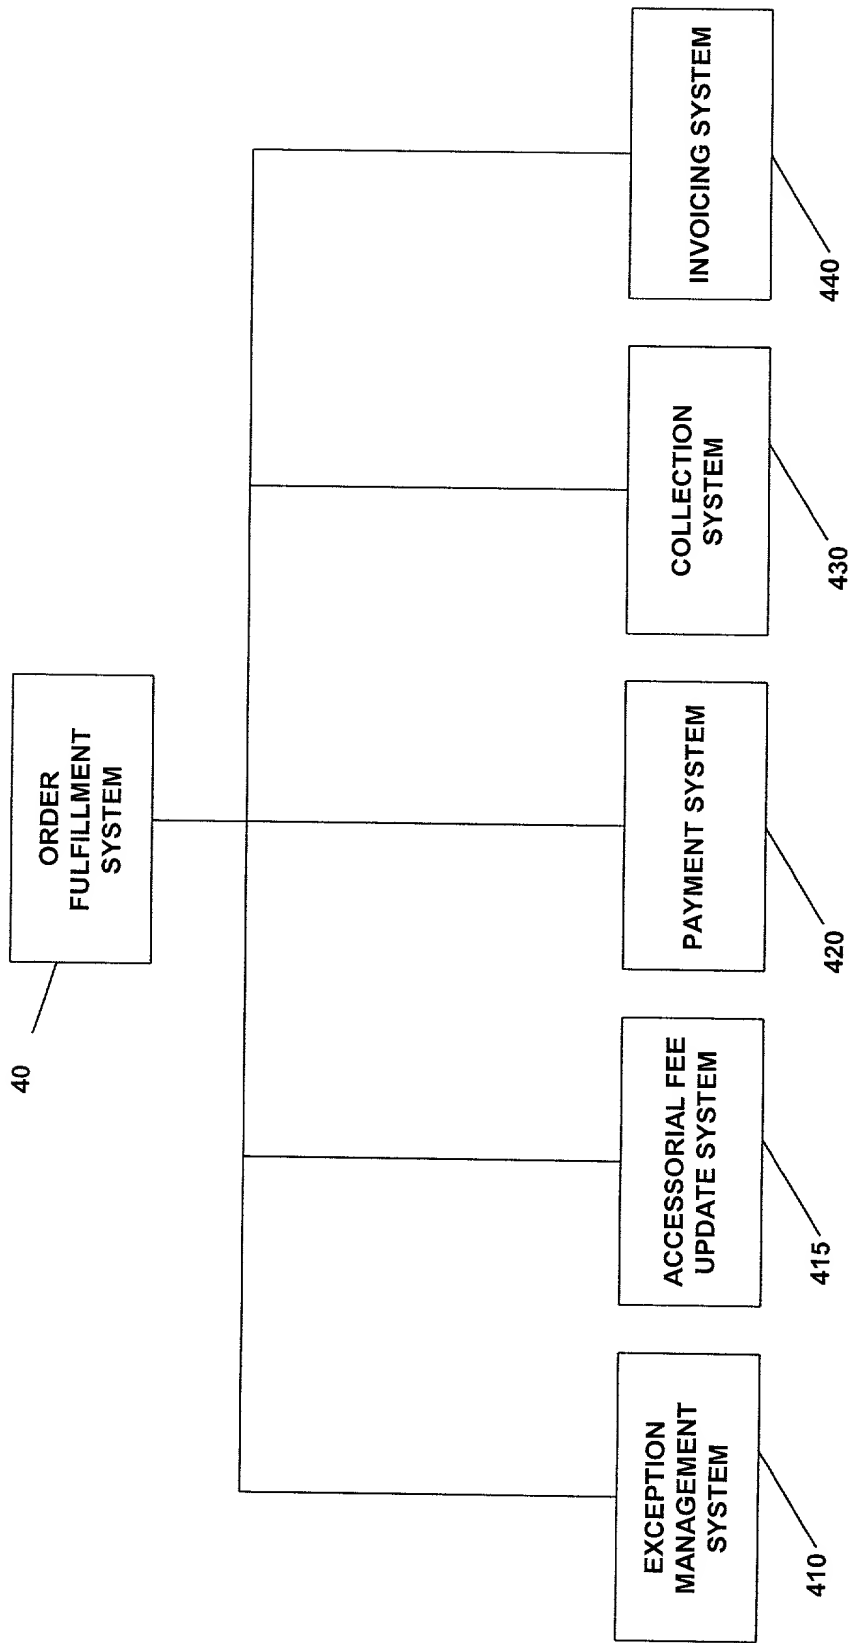 40
ORDER
FULFILLMENT
SYSTEM
EXCEPTION
MANAGEMENT
SYSTEM
410
ACCESSORIAL FEE
UPDATE SYSTEM
415
PAYMENT SYSTEM
420
COLLECTION
SYSTEM
430
INVOICING SYSTEM
440